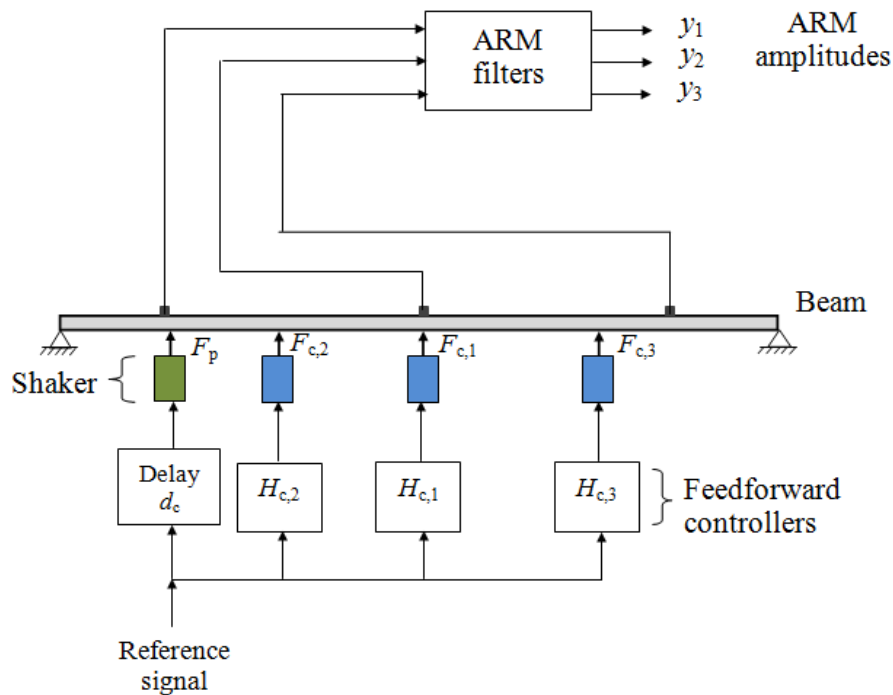 ARM
filters
y1
y2
y3
ARM
amplitudes
Beam
Fp
Fc,2
Fc,1
Fc,3
Shaker
Delay
dc
Hc,2
Hc,1
Hc,3
Feedforward
controllers
Reference
signal